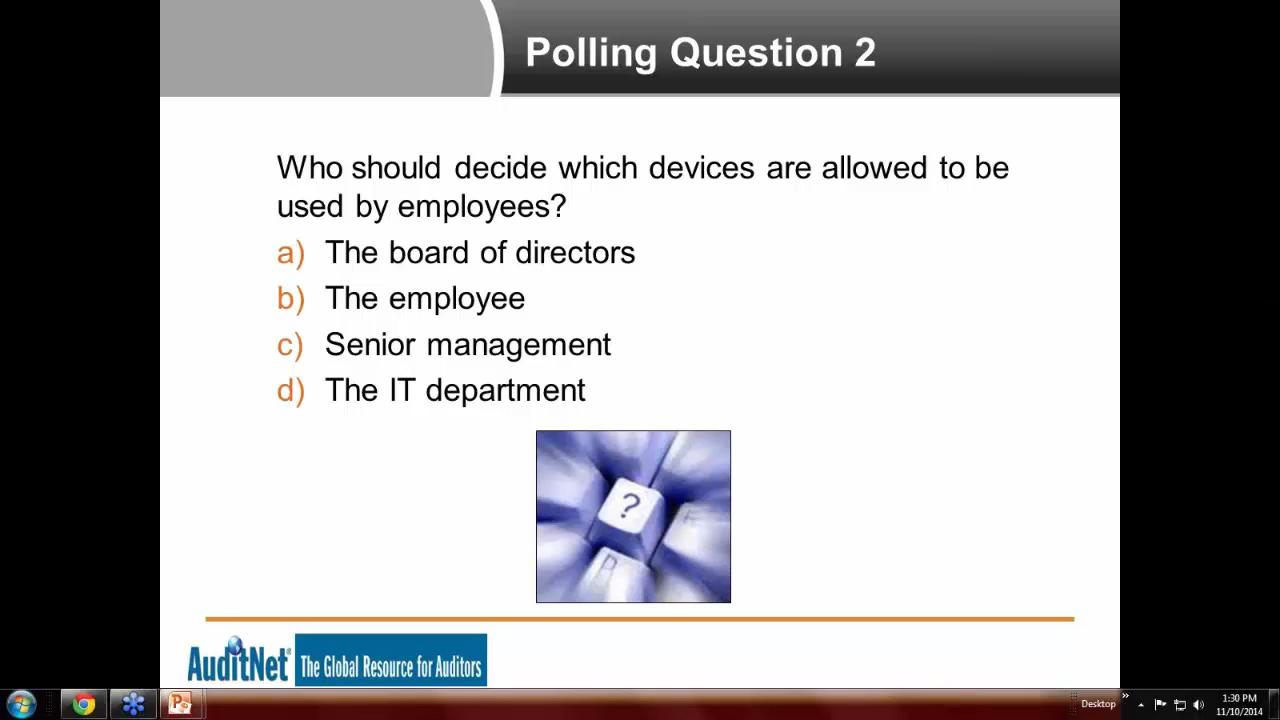 Polling Question 2
Who should decide which devices are allowed to be
used by employees?
a) The board of directors
b) The employee
c) Senior management
d) The IT department
?
P
AuditNet® The Global Resource for Auditors
Desktop
1:30 PM
11/10/2014